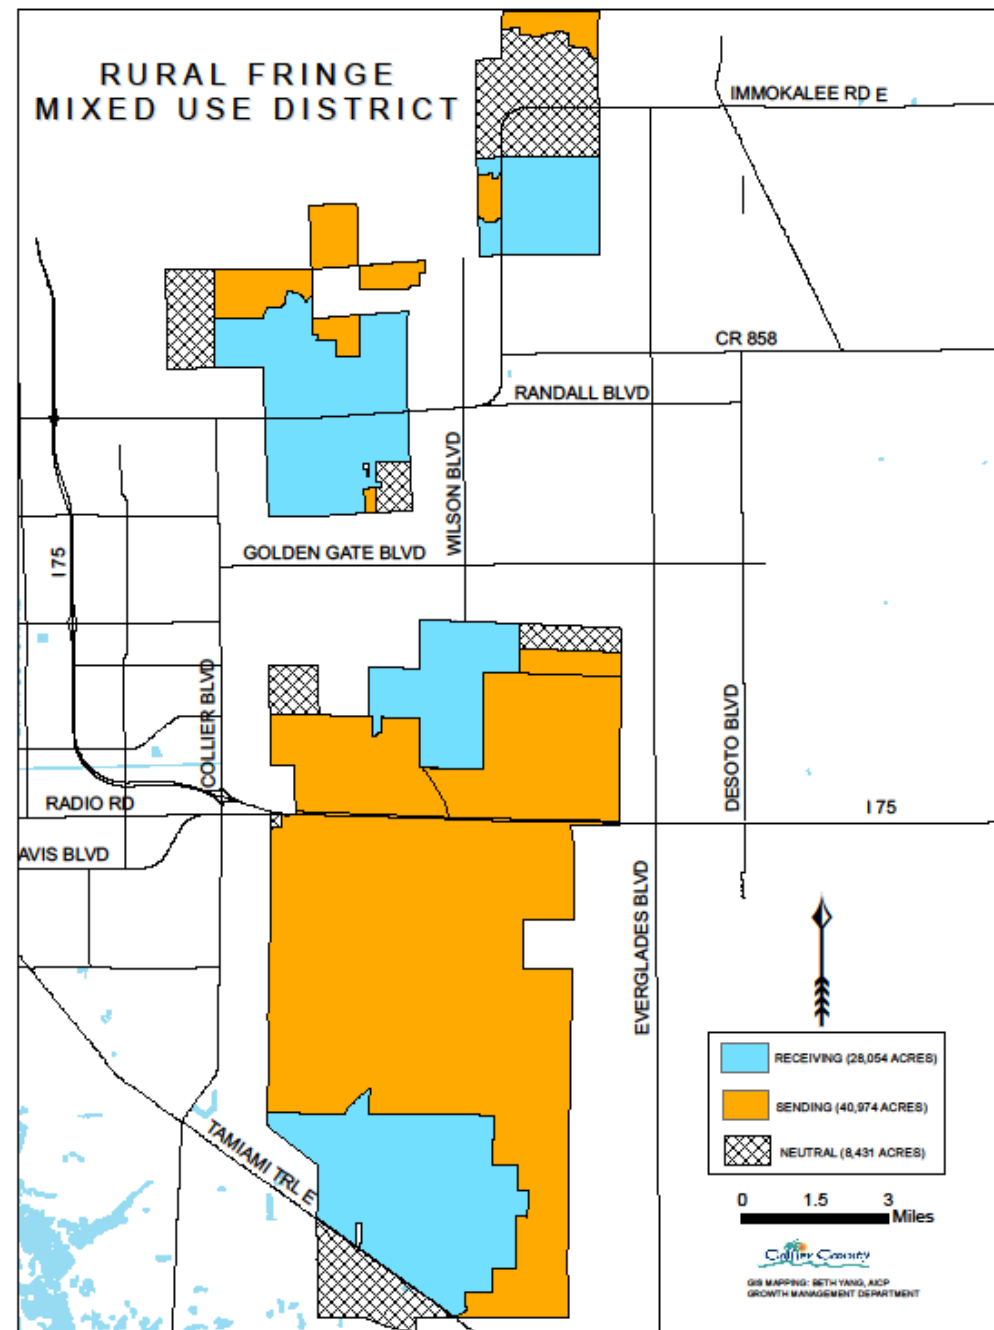 RURAL FRINGE
MIXED USE DISTRICT
IMMOKALEE RD E
CR 858
RANDALL BLVD
WILSON BLVD
I 75
GOLDEN GATE BLVD
COLLIER BLVD
DESOTO BLVD
RADIO RD
I 75
AVIS BLVD
EVERGLADES BLVD
TAMIAMI TRL E
RECEIVING (28,054 ACRES)
SENDING (40,974 ACRES)
NEUTRAL (8,431 ACRES)
0 1.5 3
Miles
Collier County
GIS MAPPING: BETH YANG, AICP
GROWTH MANAGEMENT DEPARTMENT